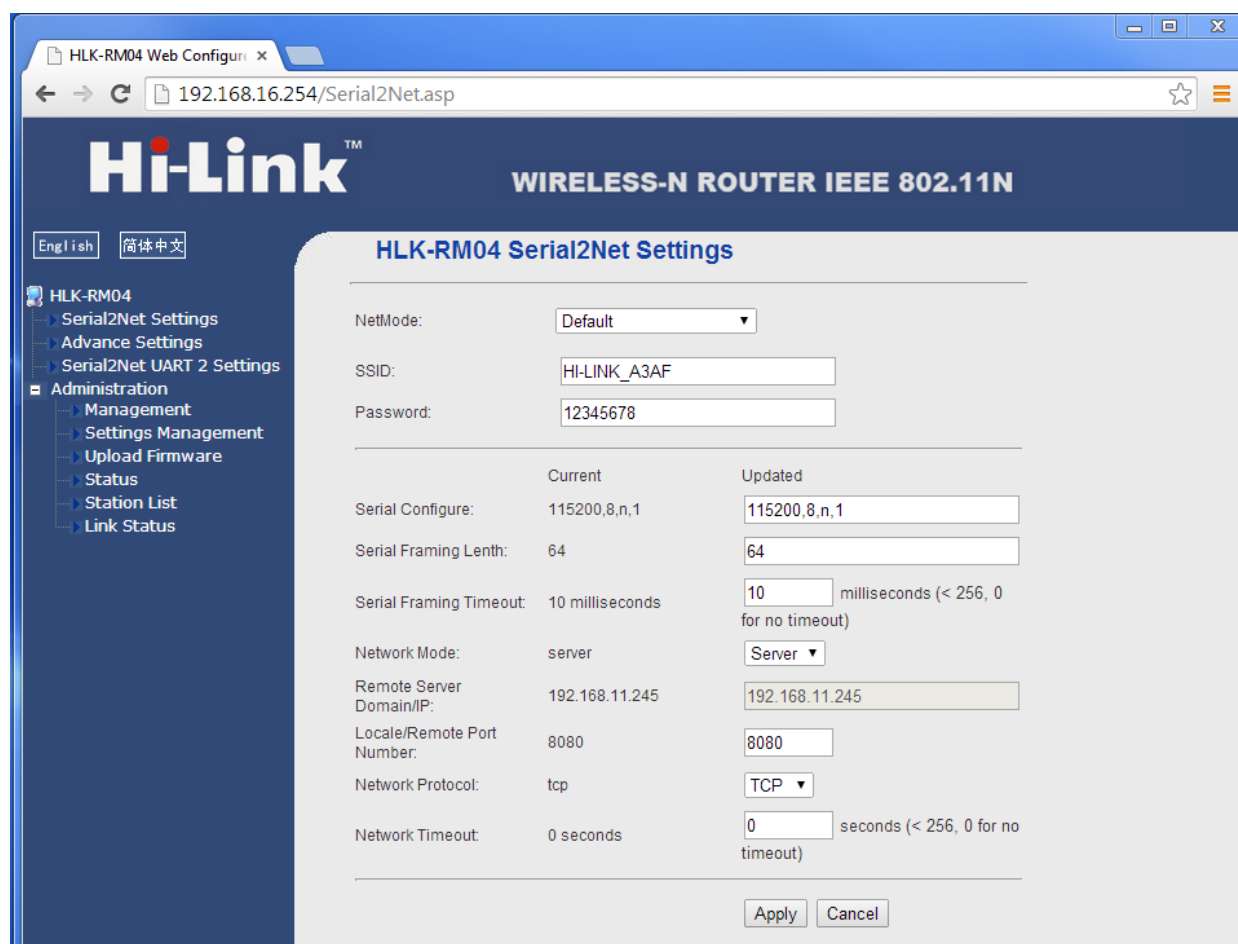 HLK-RM04 Web Configure
192.168.16.254/Serial2Net.asp
Hi-Link™
WIRELESS-N ROUTER IEEE 802.11N
English 简体中文
HLK-RM04
Serial2Net Settings
Advance Settings
Serial2Net UART 2 Settings
Administration
Management
Settings Management
Upload Firmware
Status
Station List
Link Status
HLK-RM04 Serial2Net Settings
NetMode: Default
SSID: HI-LINK_A3AF
Password: 12345678
Current Updated
Serial Configure: 115200,8,n,1 115200,8,n,1
Serial Framing Lenth: 64 64
Serial Framing Timeout: 10 milliseconds 10 milliseconds (< 256, 0
for no timeout)
Network Mode: server Server
Remote Server
Domain/IP: 192.168.11.245 192.168.11.245
Locale/Remote Port
Number: 8080 8080
Network Protocol: tcp TCP
Network Timeout: 0 seconds 0 seconds (< 256, 0 for no
timeout)
Apply Cancel